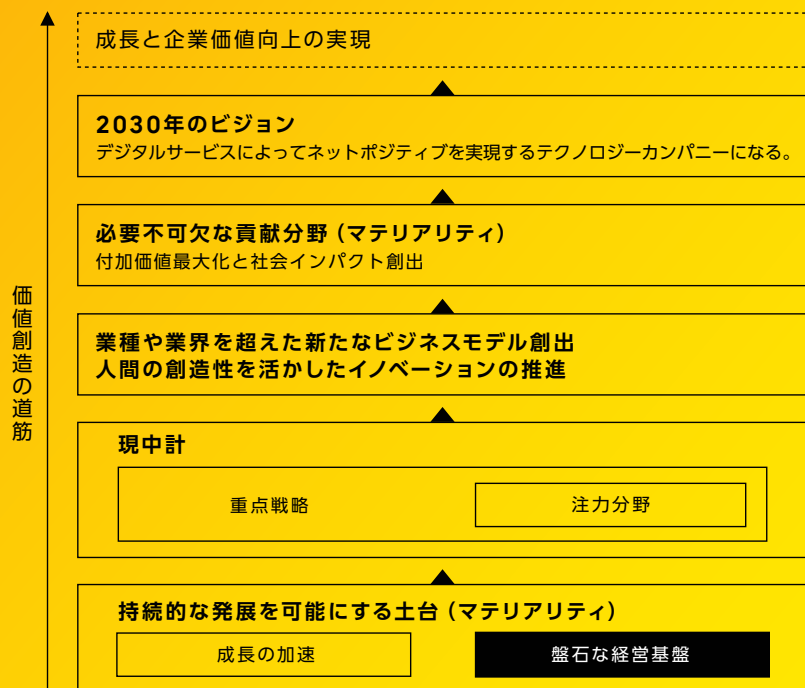 成長と企業価値向上の実現
2030年のビジョン
デジタルサービスによってネットポジティブを実現するテクノロジーカンパニーになる。
必要不可欠な貢献分野（マテリアリティ）
付加価値最大化と社会インパクト創出
価値創造の道筋
業種や業界を超えた新たなビジネスモデル創出
人間の創造性を活かしたイノベーションの推進
現中計
重点戦略
注力分野
持続的な発展を可能にする土台（マテリアリティ）
成長の加速
盤石な経営基盤